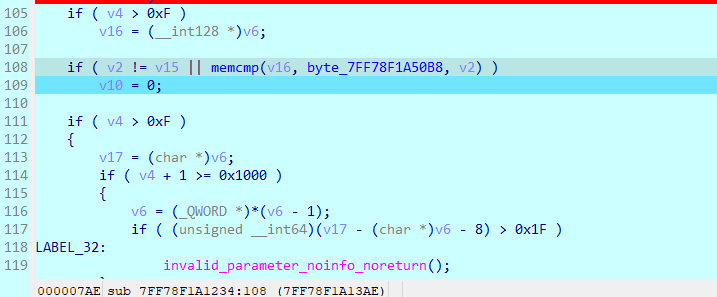 105 if ( v4 > 0xF )
106 v16 = (__int128 *)v6;
107
108 if ( v2 != v15 || memcmp(v16, byte_7FF78F1A50B8, v2) )
109 v10 = 0;
110
111 if ( v4 > 0xF )
112 {
113 v17 = (char *)v6;
114 if ( v4 + 1 >= 0x1000 )
115 {
116 v6 = (_QWORD *)*(v6 - 1);
117 if ( (unsigned __int64)(v17 - (char *)v6 - 8) > 0x1F )
118 LABEL_32:
119 invalid_parameter_noinfo_noreturn();
000007AE sub 7FF78F1A1234:108 (7FF78F1A13AE)